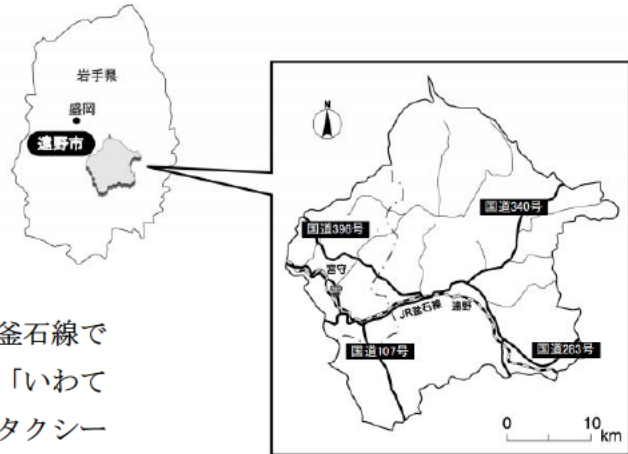 岩手県
盛岡
遠野市
N
国道340号
国道396号
宮守
JR釜石線
遠野
国道107号
国道283号
0 10
km
釜石線で
「いわて
タクシー